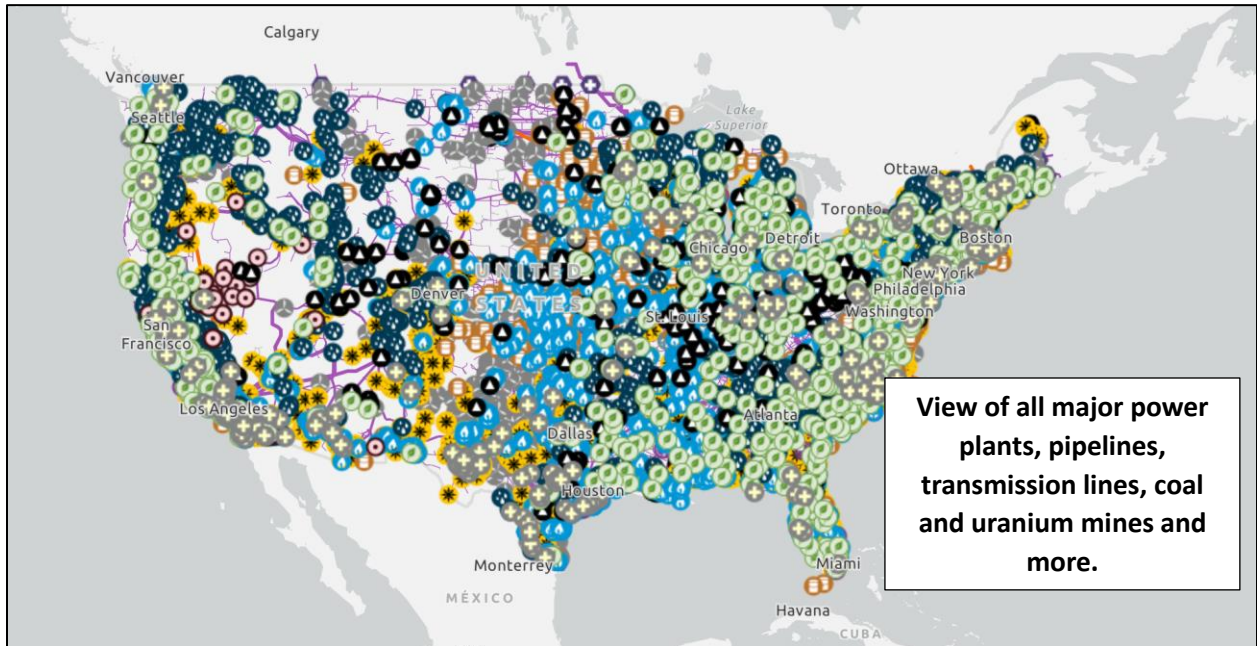 Calgary
Vancouver
Seattle
Lake
Superior
Ottawa
Toronto
Boston
Chicago
Detroit
New York
Philadelphia
Denver
UNITED
STATES
St. Louis
Washington
San
Francisco
Los Angeles
Atlanta
Dallas
Houston
Monterrey
Miami
MÉXICO
Havana
CUBA
View of all major power
plants, pipelines,
transmission lines, coal
and uranium mines and
more.